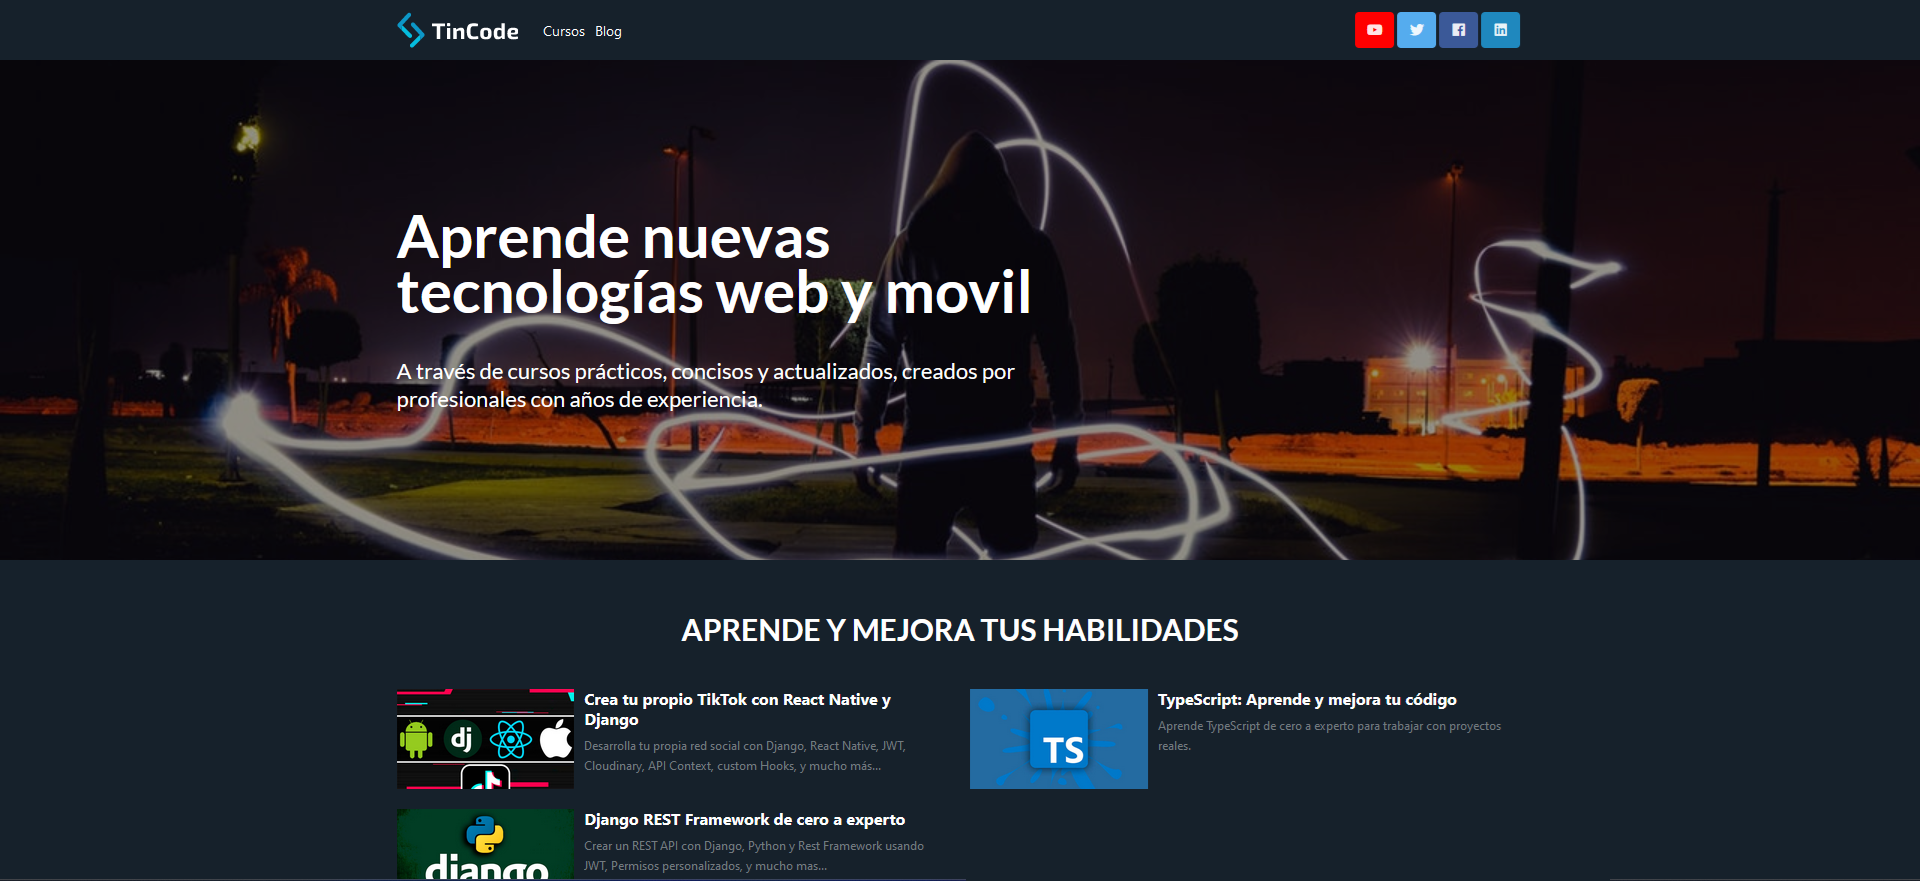 TinCode
Cursos Blog
Aprende nuevas
tecnologías web y movil
A través de cursos prácticos, concisos y actualizados, creados por
profesionales con años de experiencia.
APRENDE Y MEJORA TUS HABILIDADES
dj
Crea tu propio TikTok con React Native y
Django
Desarrolla tu propia red social con Django, React Native, JWT,
Cloudinary, API Context, custom Hooks, y mucho más...
TS
TypeScript: Aprende y mejora tu código
Aprende TypeScript de cero a experto para trabajar con proyectos
reales.
django
Django REST Framework de cero a experto
Crear un REST API con Django, Python y Rest Framework usando
JWT, Permisos personalizados, y mucho mas...